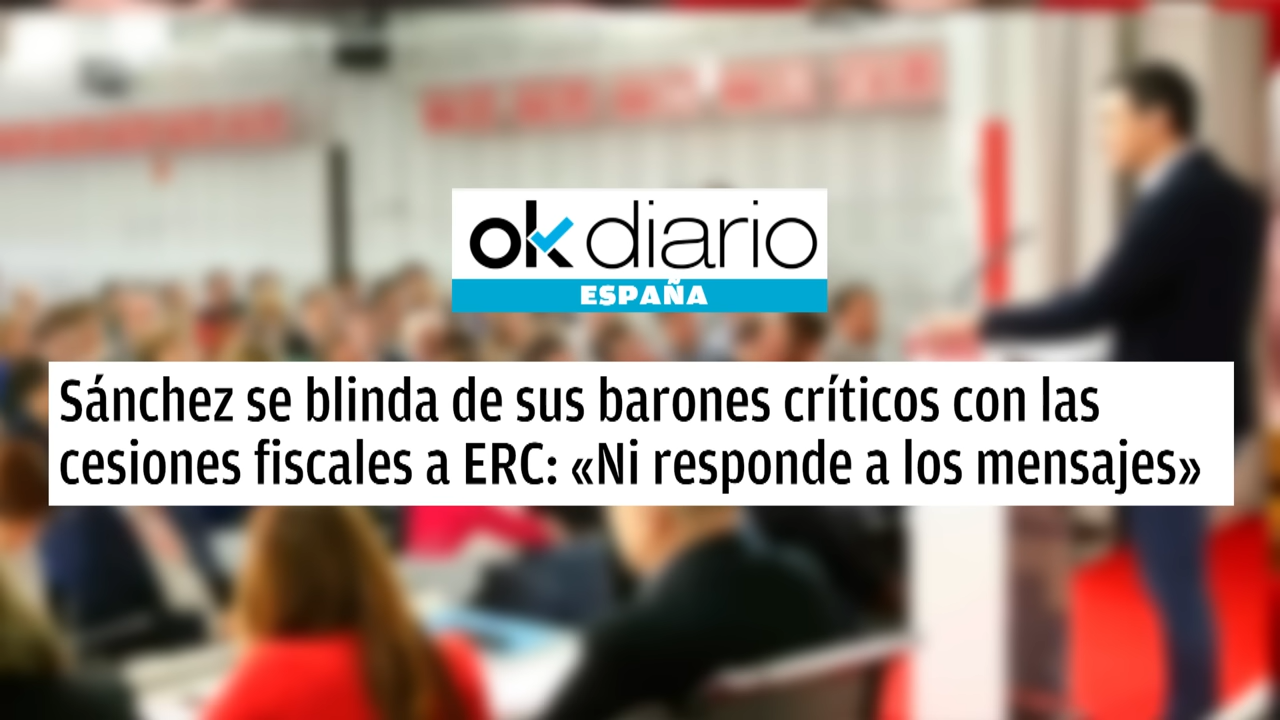 ok diario
ESPAÑA
Sánchez se blinda de sus barones críticos con las
cesiones fiscales a ERC: «Ni responde a los mensajes»